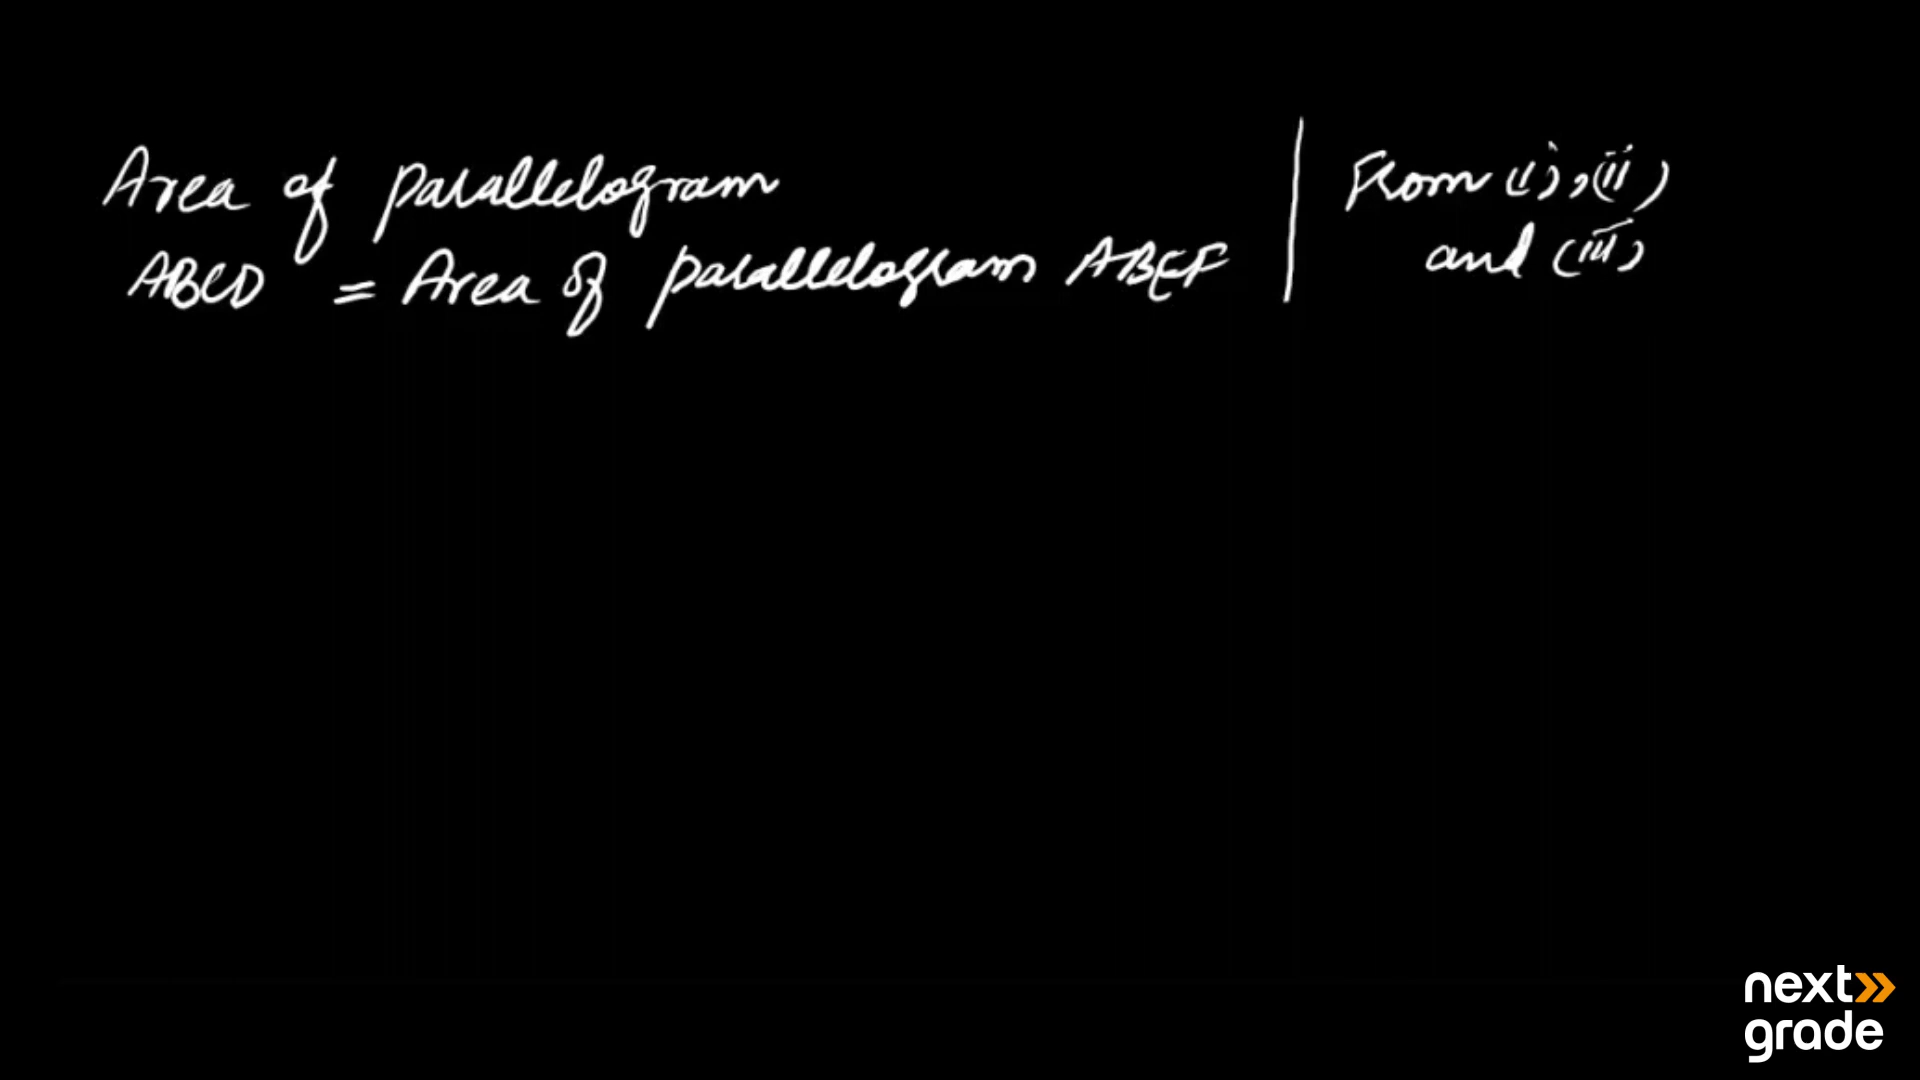 Area of parallelogram
ABCD = Area of parallelogram ABEF
From (i), (ii)
and (iii)
next
grade